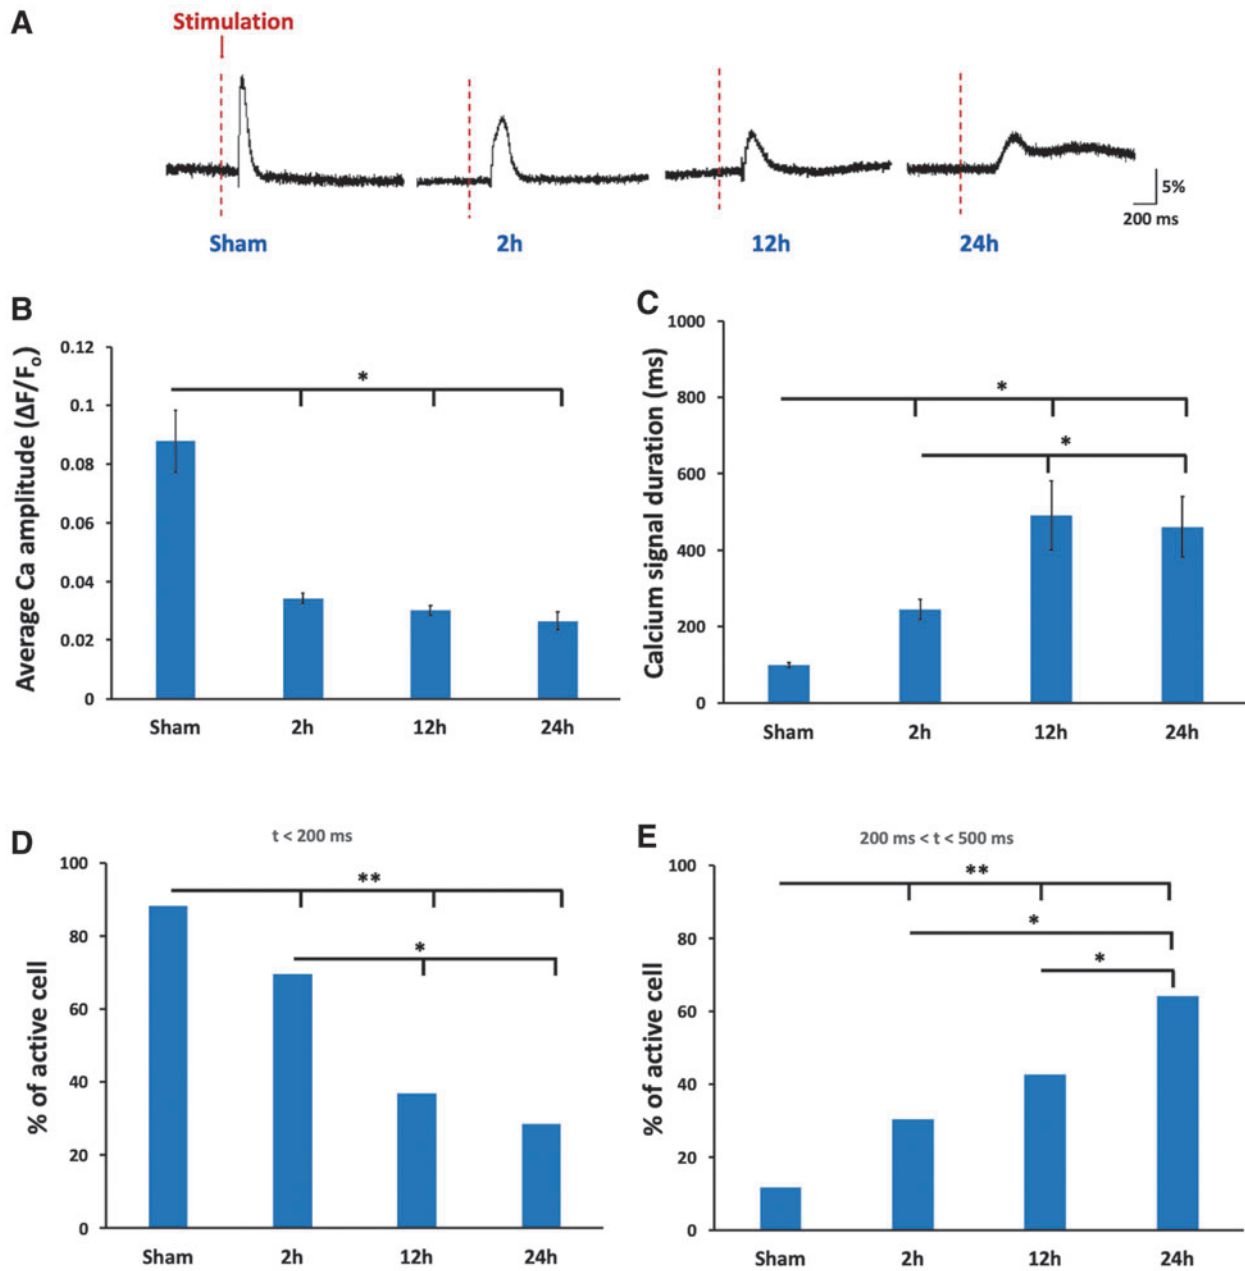 A
Stimulation
5%
200 ms
Sham 2h 12h 24h
B
Average Ca amplitude (ΔF/F₀)
0.12
0.1
0.08
0.06
0.04
0.02
0
Sham 2h 12h 24h
*
C
Calcium signal duration (ms)
1000
800
600
400
200
0
Sham 2h 12h 24h
*
*
D
t < 200 ms
% of active cell
100
80
60
40
20
0
Sham 2h 12h 24h
**
*
E
200 ms < t < 500 ms
% of active cell
100
80
60
40
20
0
Sham 2h 12h 24h
**
*
*